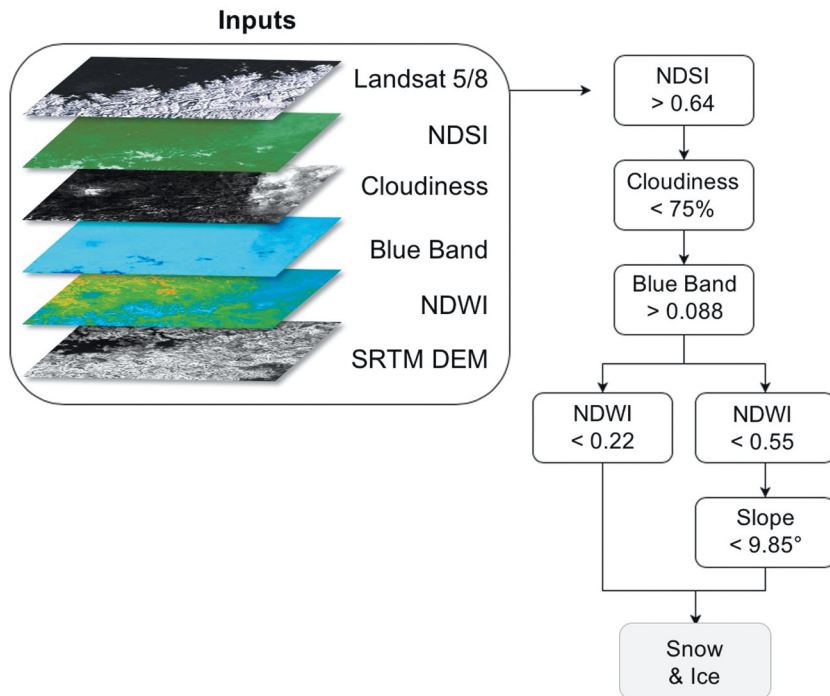 Inputs
Landsat 5/8
NDSI
Cloudiness
Blue Band
NDWI
SRTM DEM
NDSI
> 0.64
Cloudiness
< 75%
Blue Band
> 0.088
NDWI
< 0.22
NDWI
< 0.55
Slope
< 9.85°
Snow
& Ice